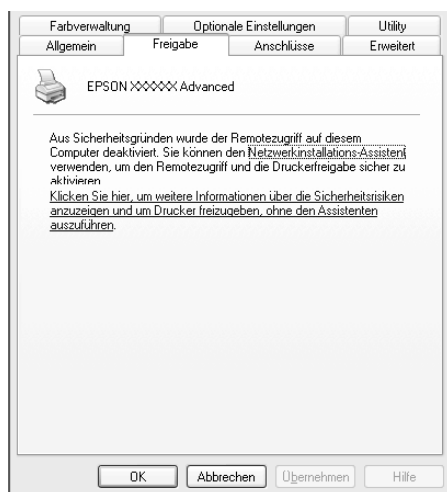 Farbverwaltung Optionale Einstellungen Utility
Allgemein Freigabe Anschlüsse Erweitert
EPSON XXXXXX Advanced
Aus Sicherheitsgründen wurde der Remotezugriff auf diesem
Computer deaktiviert. Sie können den Netzwerkinstallations-Assistent
verwenden, um den Remotezugriff und die Druckerfreigabe sicher zu
aktivieren
Klicken Sie hier, um weitere Informationen über die Sicherheitsrisiken
anzuzeigen und um Drucker freizugeben, ohne den Assistenten
auszuführen.
OK Abbrechen Übernehmen Hilfe